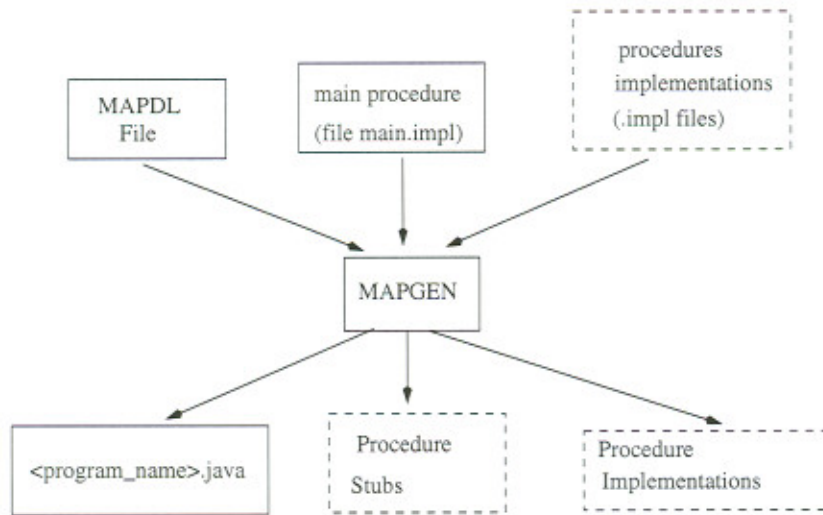 MAPDL
File
main procedure
(file main.impl)
procedures
implementations
(.impl files)
MAPGEN
<program_name>.java
Procedure
Stubs
Procedure
Implementations